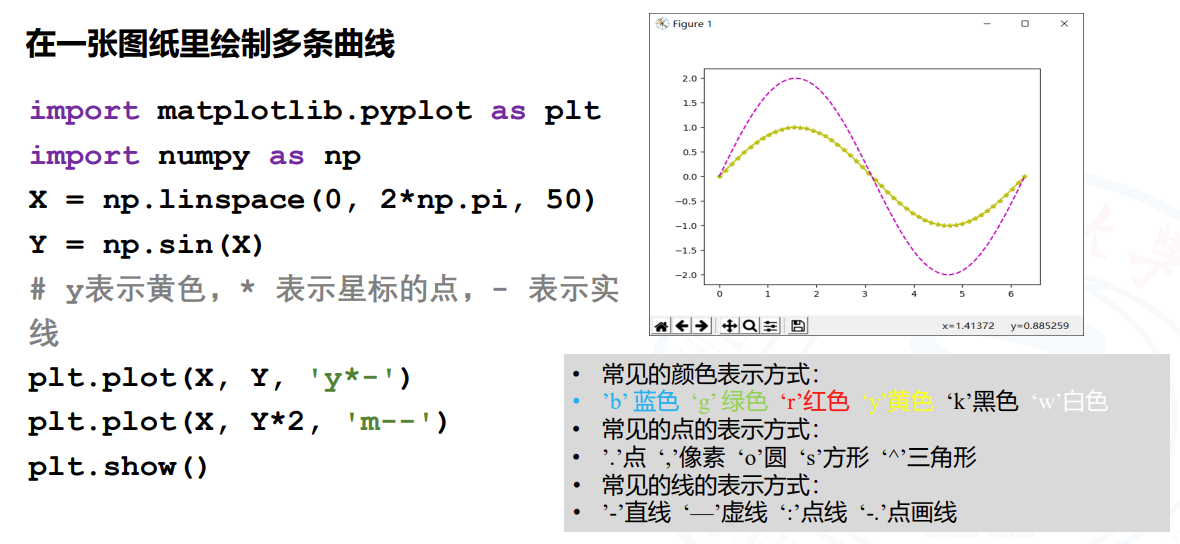 在一张图纸里绘制多条曲线
import matplotlib.pyplot as plt
import numpy as np
X = np.linspace(0, 2*np.pi, 50)
Y = np.sin(X)
# y表示黄色，* 表示星标的点，- 表示实
线
plt.plot(X, Y, 'y*-')
plt.plot(X, Y*2, 'm--')
plt.show()
Figure 1
2.0
1.5
1.0
0.5
0.0
−0.5
−1.0
−1.5
−2.0
0 1 2 3 4 5 6
x=1.41372 y=0.885259
• 常见的颜色表示方式：
• ’b’ 蓝色 ‘g’ 绿色 ‘r’红色 ‘y’黄色 ‘k’黑色 ‘w’白色
• 常见的点的表示方式：
• ’.’点 ‘,’像素 ‘o’圆 ‘s’方形 ‘^’三角形
• 常见的线的表示方式：
• ’-’直线 ‘—’虚线 ‘:’点线 ‘-.’点画线